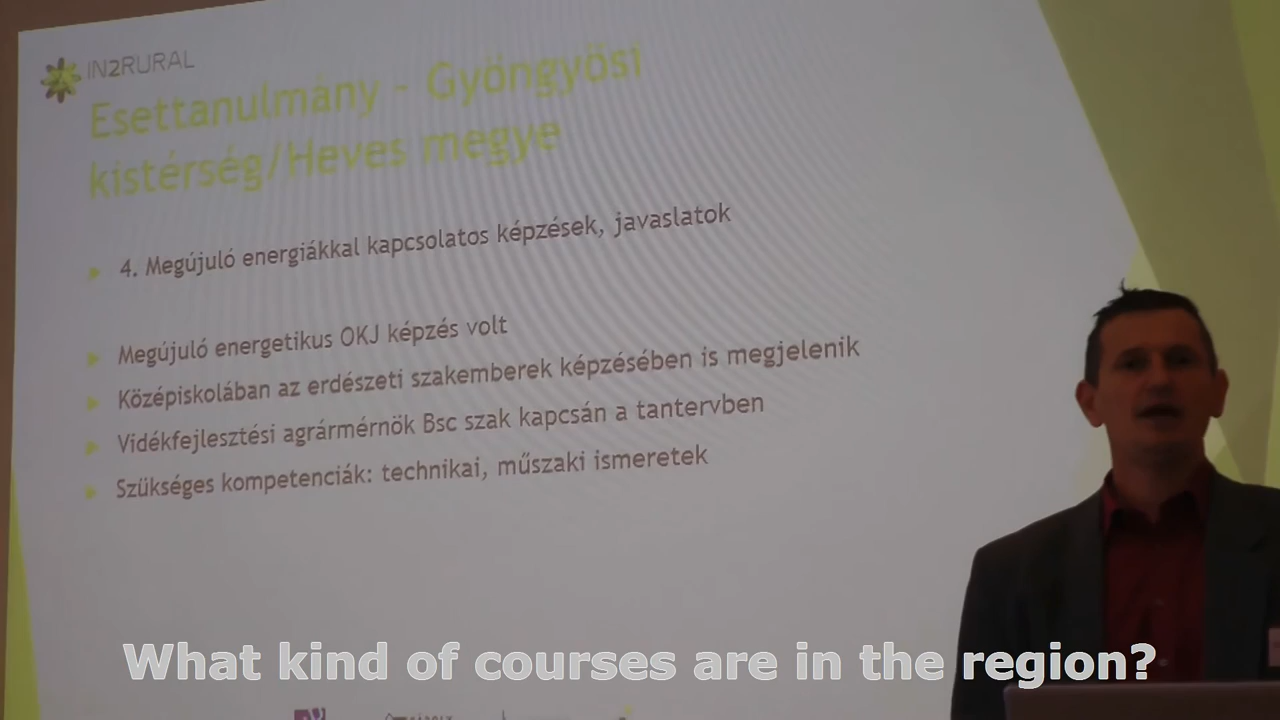 IN2RURAL
Esettanulmány - Gyöngyösi
kistérség/Heves megye
4. Megújuló energiákkal kapcsolatos képzések, javaslatok
Megújuló energetikus OKJ képzés volt
Középiskolában az erdészeti szakemberek képzésében is megjelenik
Vidékfejlesztési agrármérnök Bsc szak kapcsán a tantervben
Szükséges kompetenciák: technikai, műszaki ismeretek
What kind of courses are in the region?